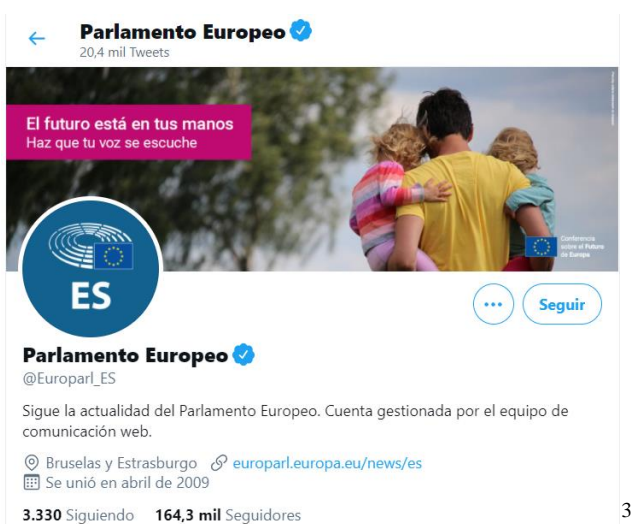 Parlamento Europeo
20,4 mil Tweets
El futuro está en tus manos
Haz que tu voz se escuche
Conferencia
sobre el Futuro
de Europa
ES
Seguir
Parlamento Europeo
@Europarl_ES
Sigue la actualidad del Parlamento Europeo. Cuenta gestionada por el equipo de
comunicación web.
Bruselas y Estrasburgo europarl.europa.eu/news/es
Se unió en abril de 2009
3.330 Siguiendo 164,3 mil Seguidores
3